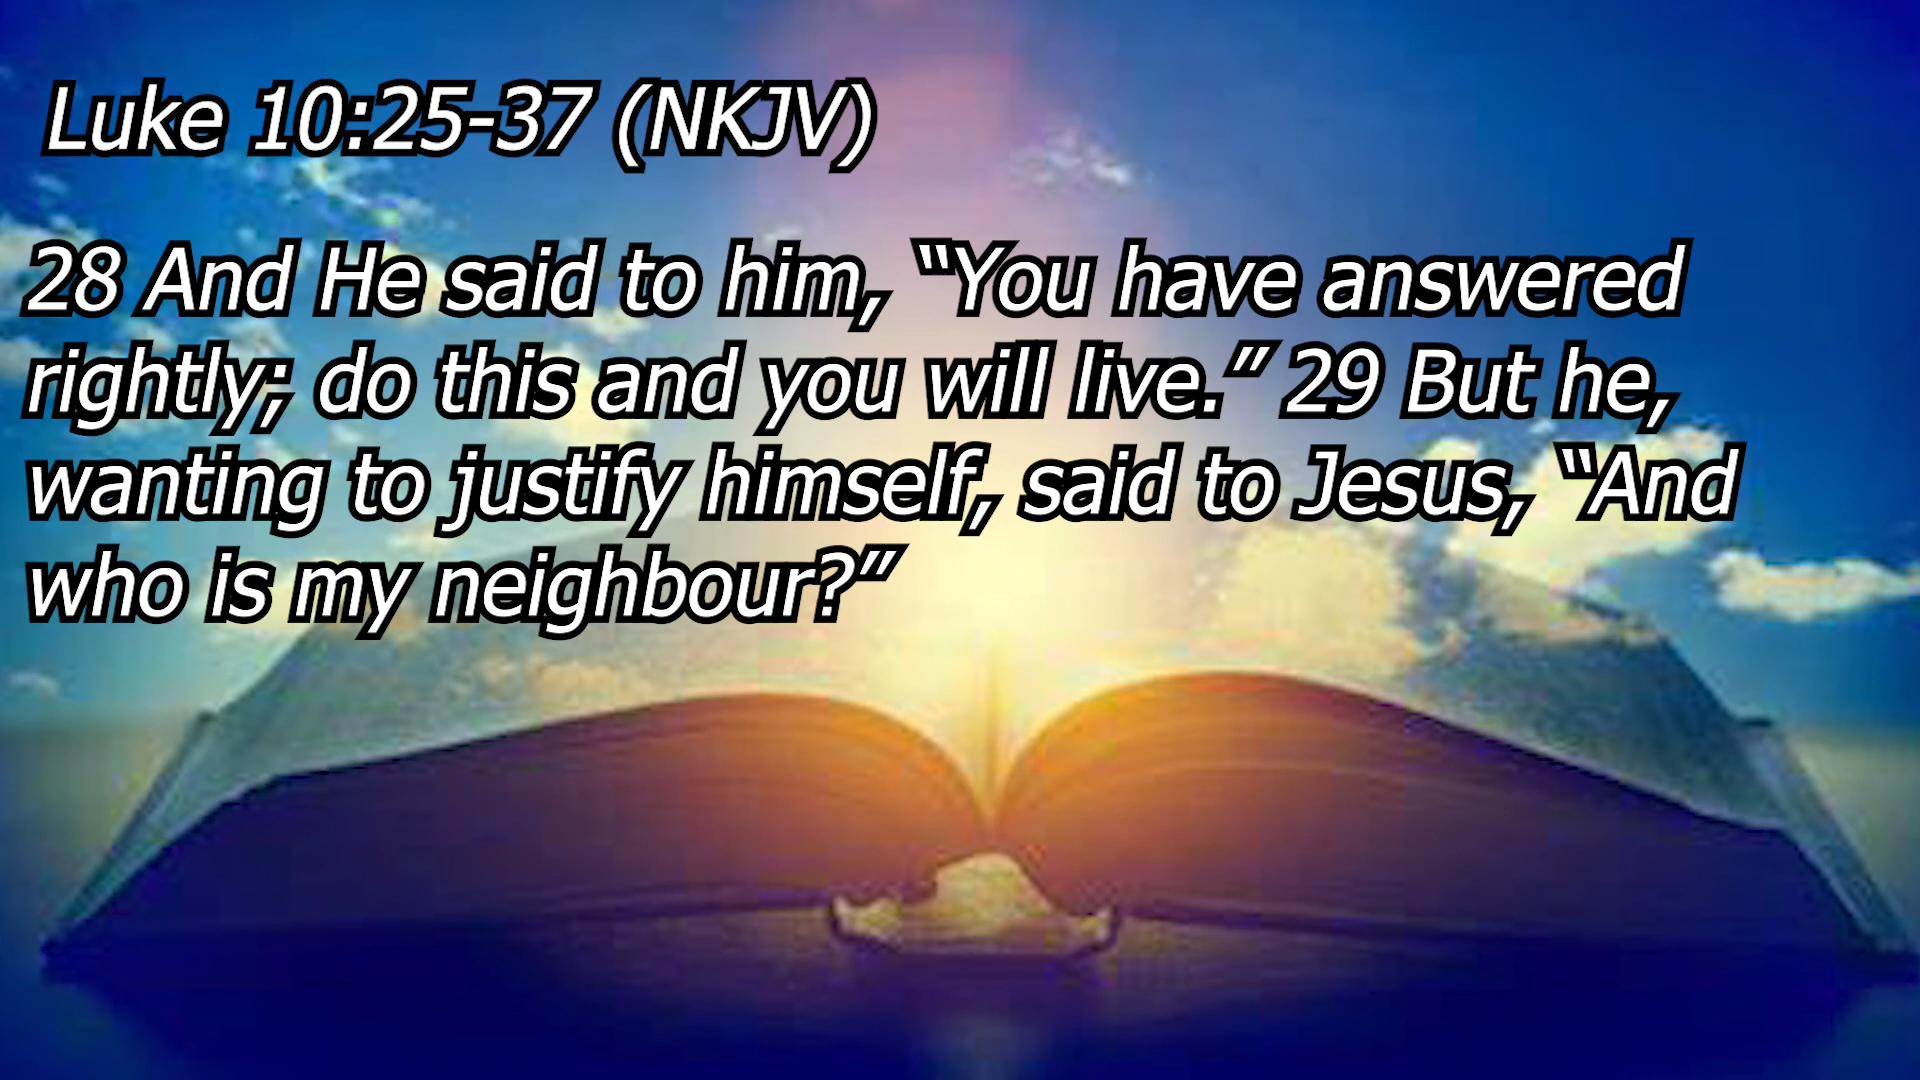 Luke 10:25-37 (NKJV)
28 And He said to him, “You have answered
rightly; do this and you will live.” 29 But he,
wanting to justify himself, said to Jesus, “And
who is my neighbour?”